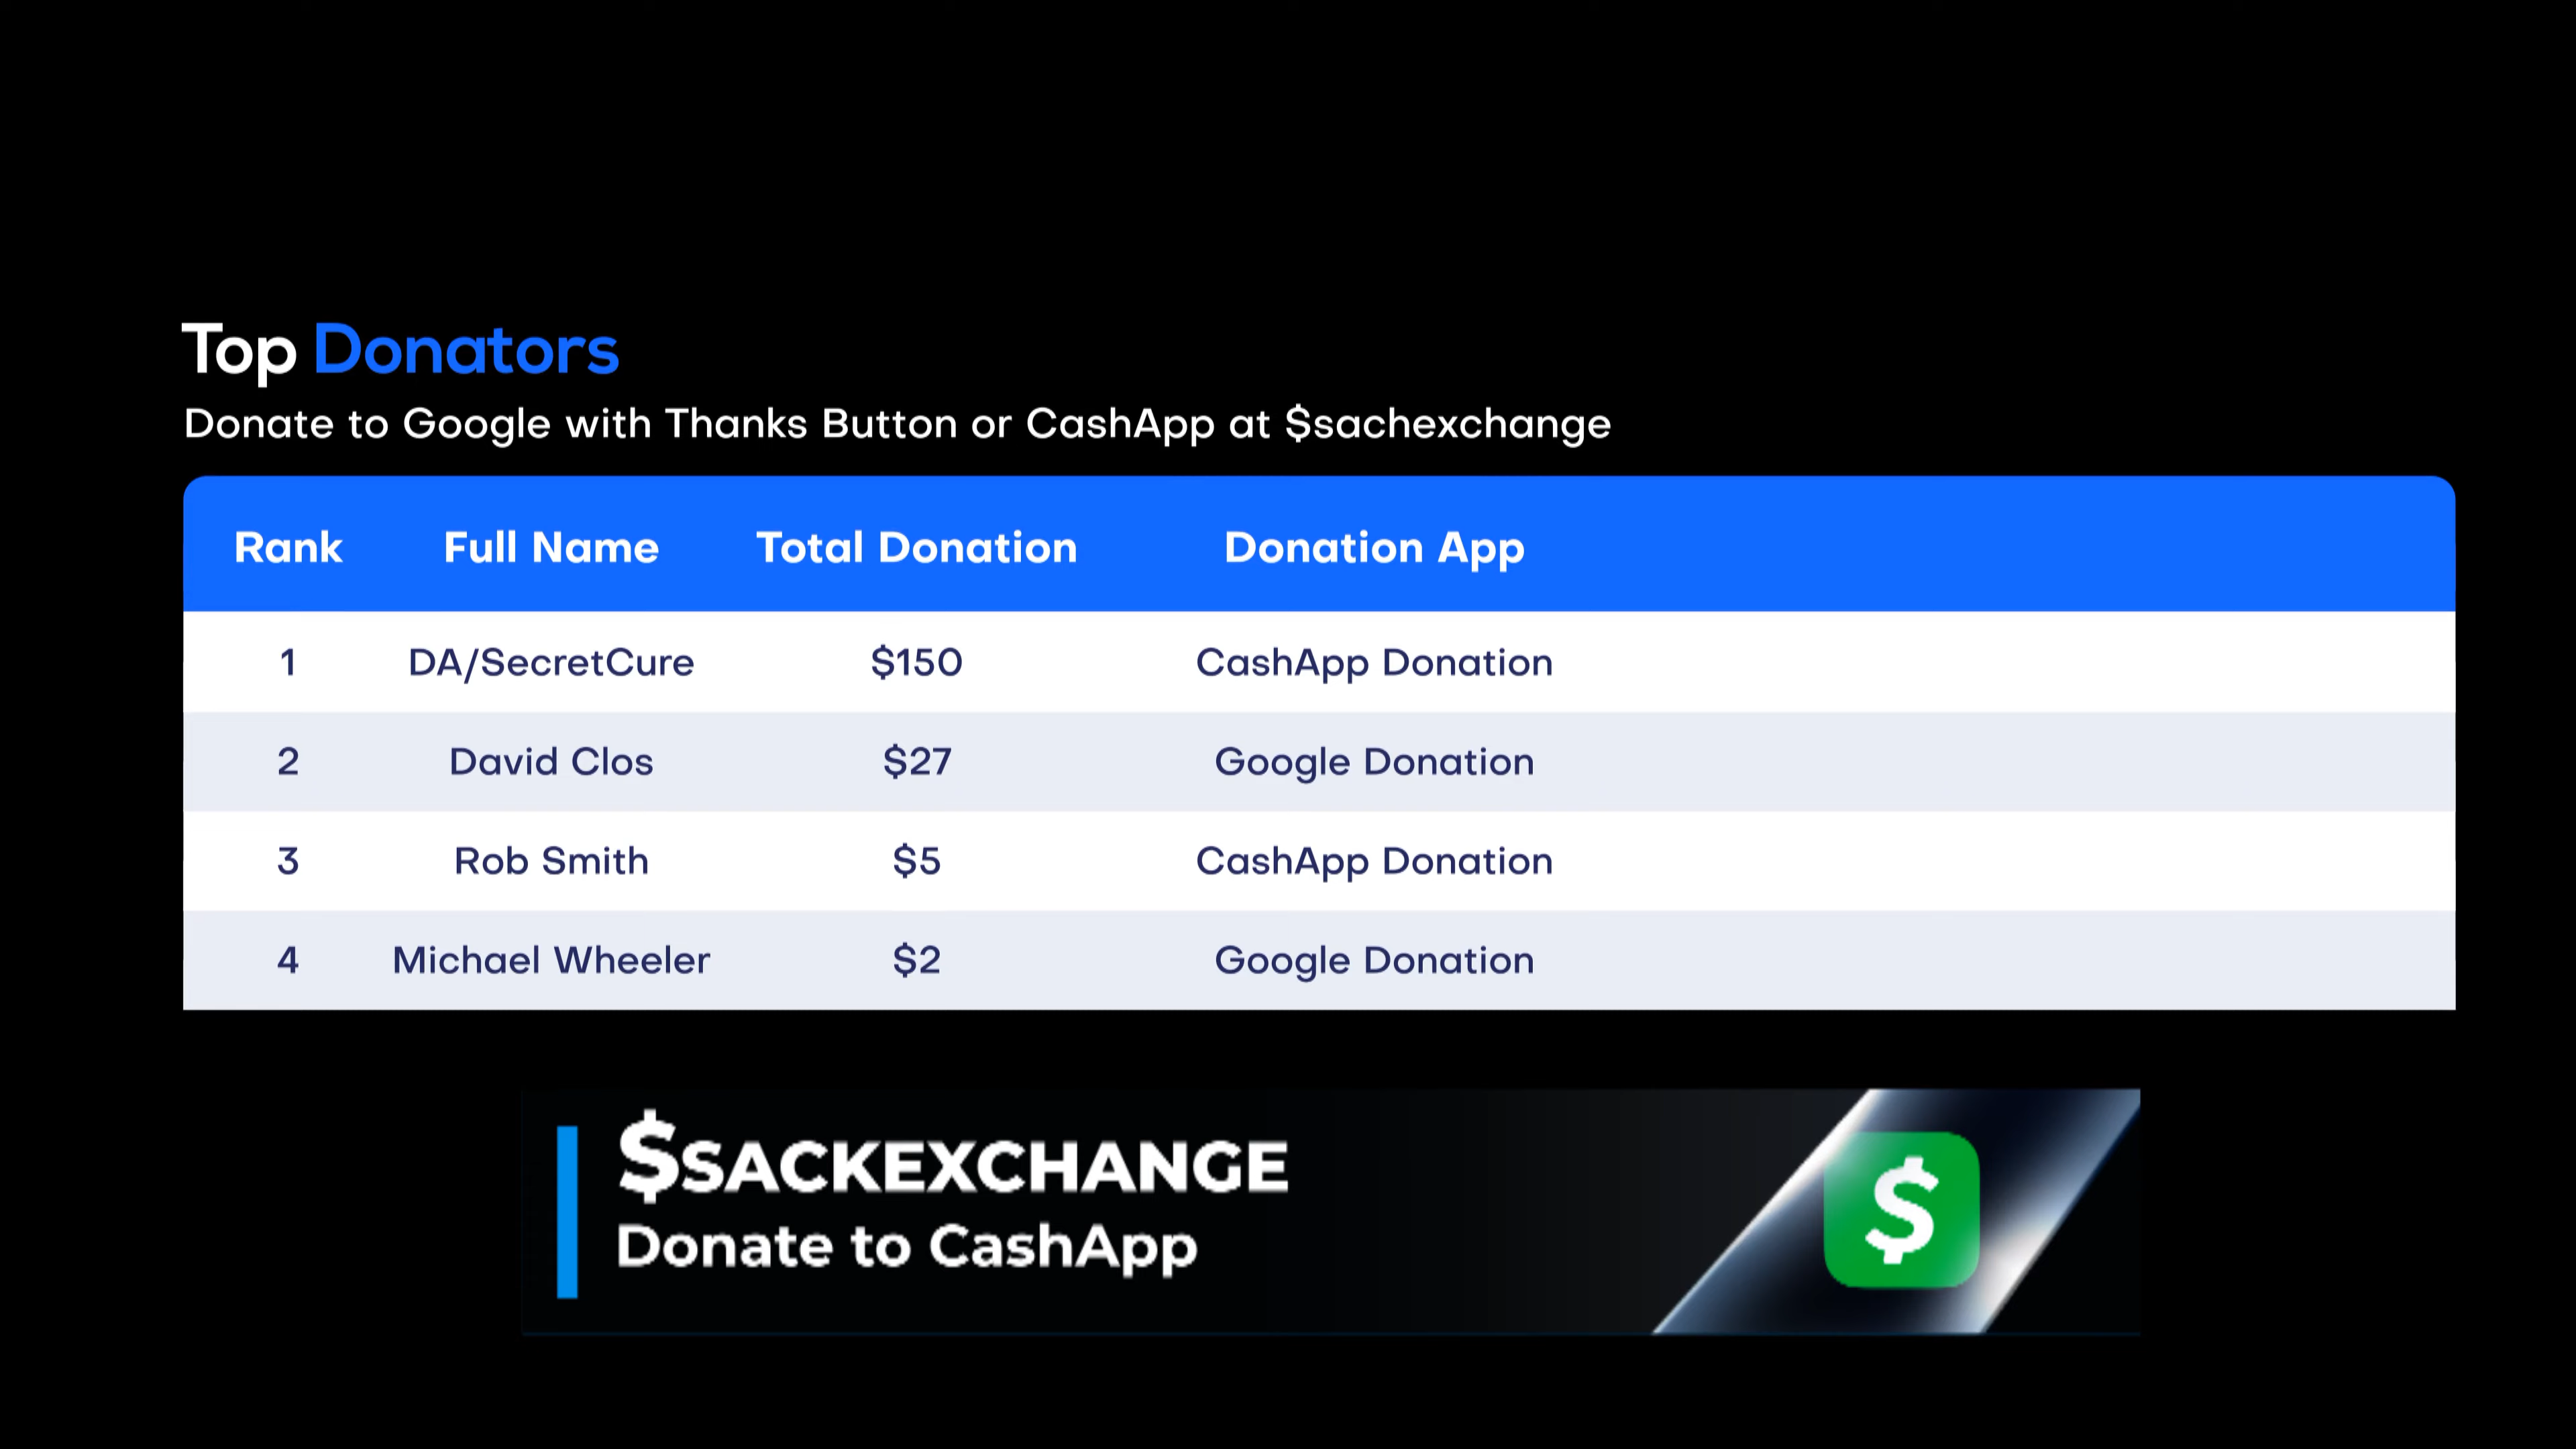 Top Donators
Donate to Google with Thanks Button or CashApp at $sachexchange
Rank Full Name Total Donation Donation App
1 DA/SecretCure $150 CashApp Donation
2 David Clos $27 Google Donation
3 Rob Smith $5 CashApp Donation
4 Michael Wheeler $2 Google Donation
$SACKEXCHANGE
Donate to CashApp
$